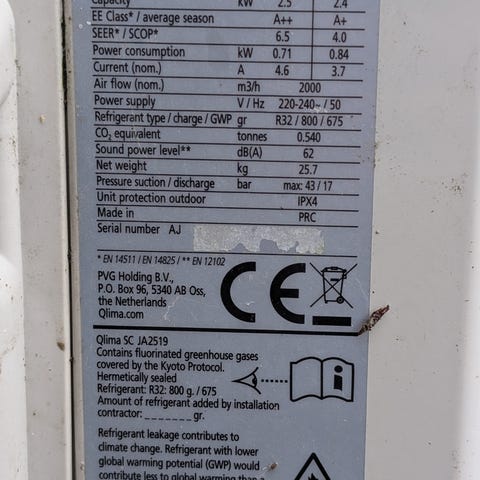 Capacity kW 2.5 2.4
EE Class* / average season A++ A+
SEER* / SCOP* 6.5 4.0
Power consumption kW 0.71 0.84
Current (nom.) A 4.6 3.7
Air flow (nom.) m3/h 2000
Power supply V / Hz 220-240~ / 50
Refrigerant type / charge / GWP gr R32 / 800 / 675
CO2 equivalent tonnes 0.540
Sound power level** dB(A) 62
Net weight kg 25.7
Pressure suction / discharge bar max: 43 / 17
Unit protection outdoor IPX4
Made in PRC
Serial number AJ
* EN 14511 / EN 14825 / ** EN 12102
PVG Holding B.V.,
P.O. Box 96, 5340 AB Oss,
the Netherlands
Qlima.com
CE
Qlima SC JA2519
Contains fluorinated greenhouse gases
covered by the Kyoto Protocol.
Hermetically sealed
Refrigerant: R32: 800 g. / 675
Amount of refrigerant added by installation
contractor: _ _ _ _ _ _ _ gr.
i
Refrigerant leakage contributes to
climate change. Refrigerant with lower
global warming potential (GWP) would
contribute less to global warming than a